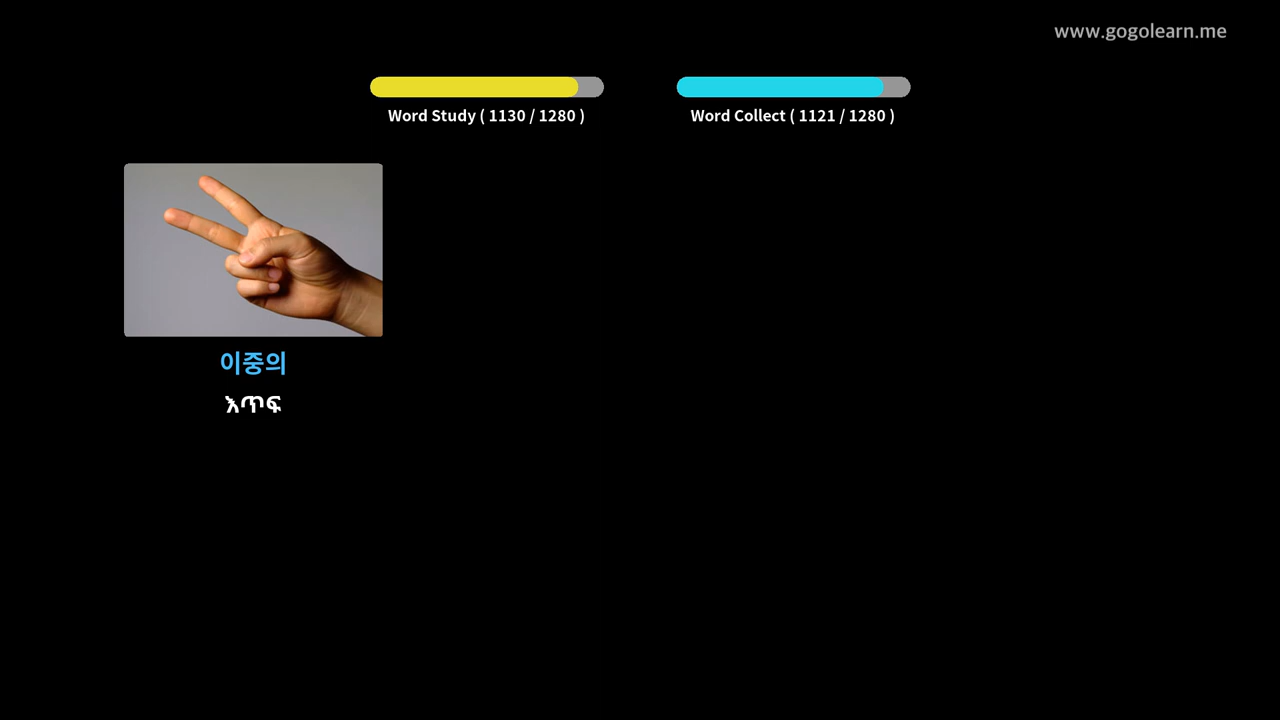 www.gogolearn.me
Word Study ( 1130 / 1280 )
Word Collect ( 1121 / 1280 )
이중의
እጥፍ